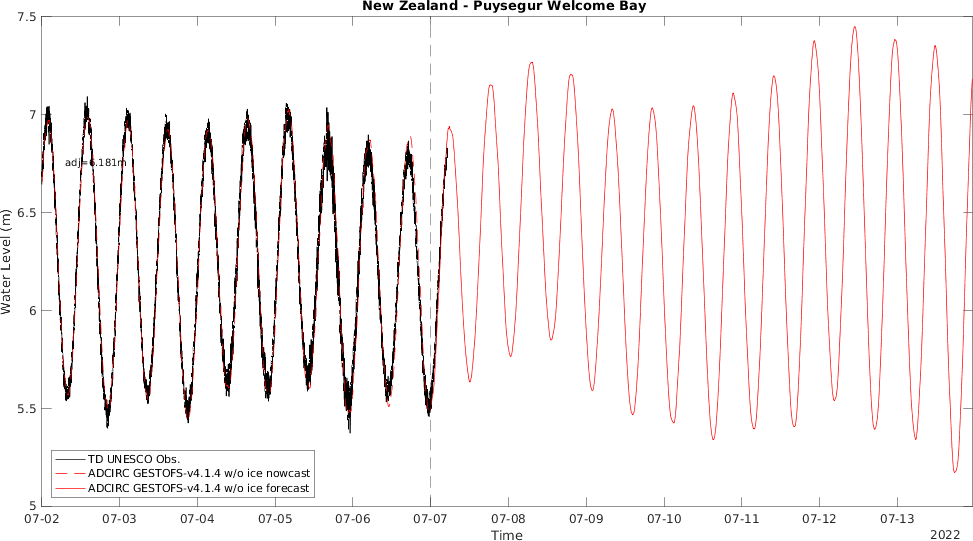 New Zealand - Puysegur Welcome Bay
7.5
7
6.5
6
5.5
5
Water Level (m)
adj=6.181m
TD UNESCO Obs.
ADCIRC GESTOFS-v4.1.4 w/o ice nowcast
ADCIRC GESTOFS-v4.1.4 w/o ice forecast
07-02 07-03 07-04 07-05 07-06 07-07 07-08 07-09 07-10 07-11 07-12 07-13
Time
2022